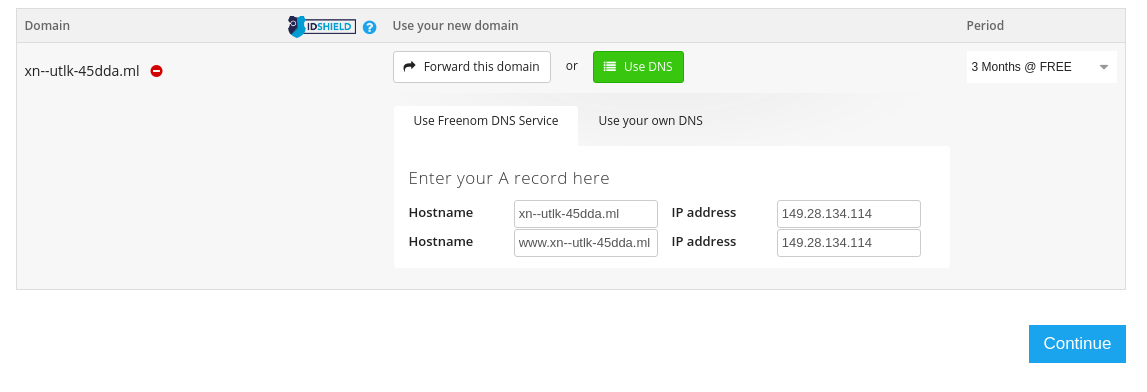 Domain IDSHIELD ? Use your new domain Period
xn--utlk-45dda.ml Forward this domain or Use DNS 3 Months @ FREE
Use Freenom DNS Service Use your own DNS
Enter your A record here
Hostname xn--utlk-45dda.ml IP address 149.28.134.114
Hostname www.xn--utlk-45dda.ml IP address 149.28.134.114
Continue